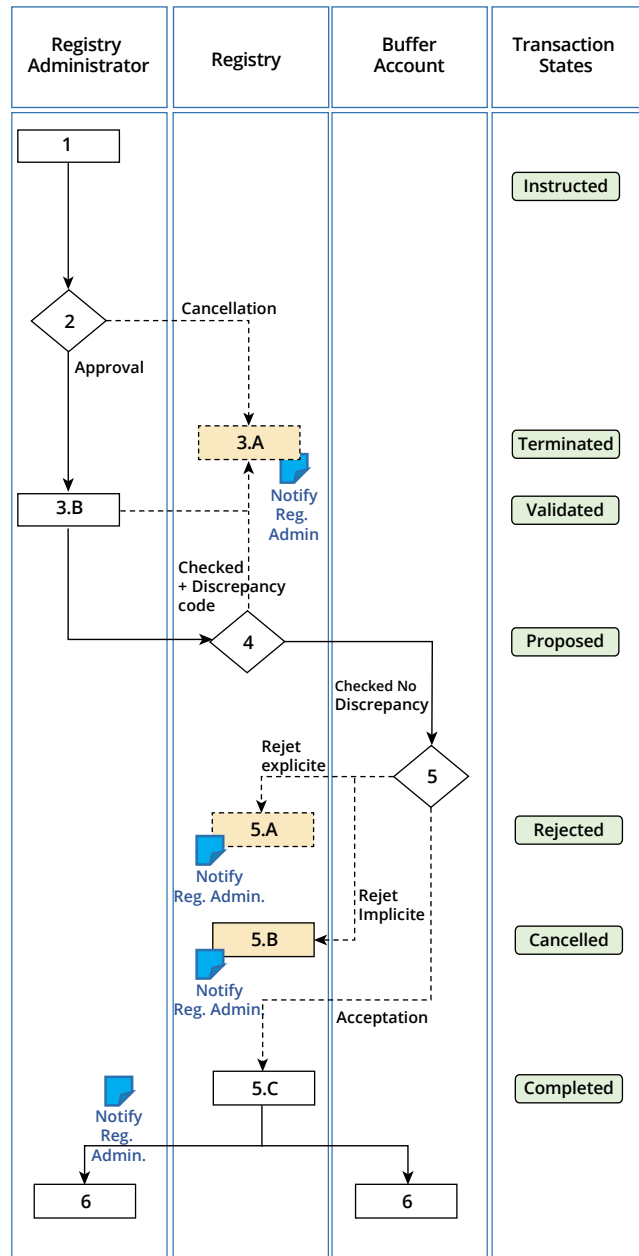 Registry
Administrator
Registry
Buffer
Account
Transaction
States
1
Instructed
2
Cancellation
Approval
3.A
Terminated
Notify
Reg.
Admin
3.B
Validated
Checked
+ Discrepancy
code
4
Proposed
Checked No
Discrepancy
Rejet
explicite
5
5.A
Rejected
Notify
Reg. Admin.
Rejet
Implicite
5.B
Cancelled
Notify
Reg. Admin
Acceptation
5.C
Completed
Notify
Reg.
Admin.
6
6